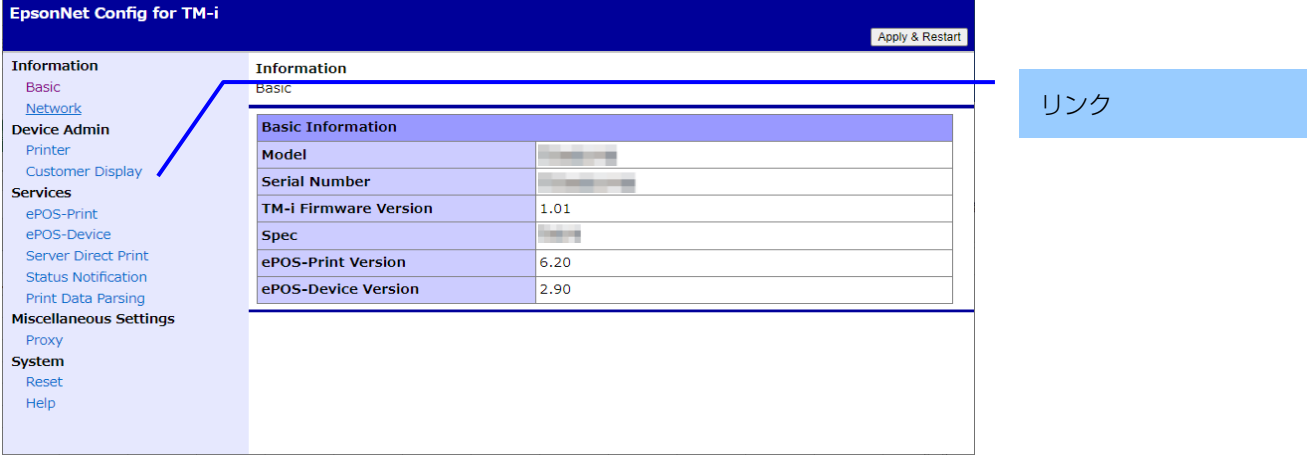 EpsonNet Config for TM-i
Apply & Restart
Information
Basic
Network
Device Admin
Printer
Customer Display
Services
ePOS-Print
ePOS-Device
Server Direct Print
Status Notification
Print Data Parsing
Miscellaneous Settings
Proxy
System
Reset
Help
Information
Basic
Basic Information
Model
Serial Number
TM-i Firmware Version 1.01
Spec
ePOS-Print Version 6.20
ePOS-Device Version 2.90
リンク